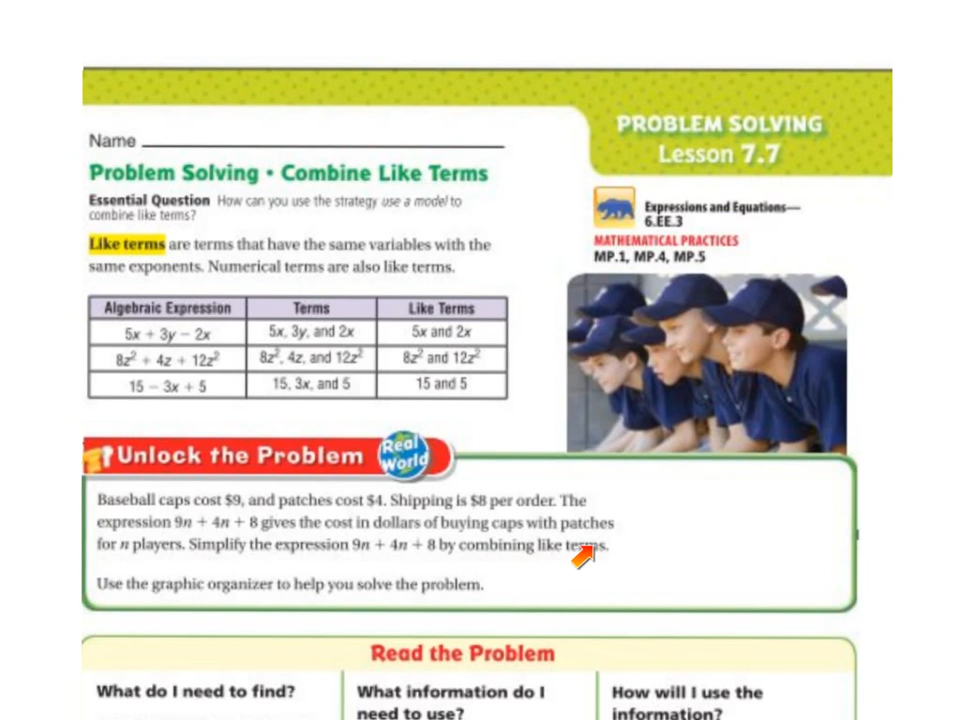 PROBLEM SOLVING
Lesson 7.7
Name
Problem Solving • Combine Like Terms
Essential Question How can you use the strategy use a model to
combine like terms?
Expressions and Equations—
6.EE.3
MATHEMATICAL PRACTICES
MP.1, MP.4, MP.5
Like terms are terms that have the same variables with the
same exponents. Numerical terms are also like terms.
Algebraic Expression Terms Like Terms
5x + 3y − 2x 5x, 3y, and 2x 5x and 2x
8z² + 4z + 12z² 8z², 4z, and 12z² 8z² and 12z²
15 − 3x + 5 15, 3x, and 5 15 and 5
Unlock the Problem Real World
Baseball caps cost $9, and patches cost $4. Shipping is $8 per order. The
expression 9n + 4n + 8 gives the cost in dollars of buying caps with patches
for n players. Simplify the expression 9n + 4n + 8 by combining like terms.
Use the graphic organizer to help you solve the problem.
Read the Problem
What do I need to find?
What information do I
need to use?
How will I use the
information?